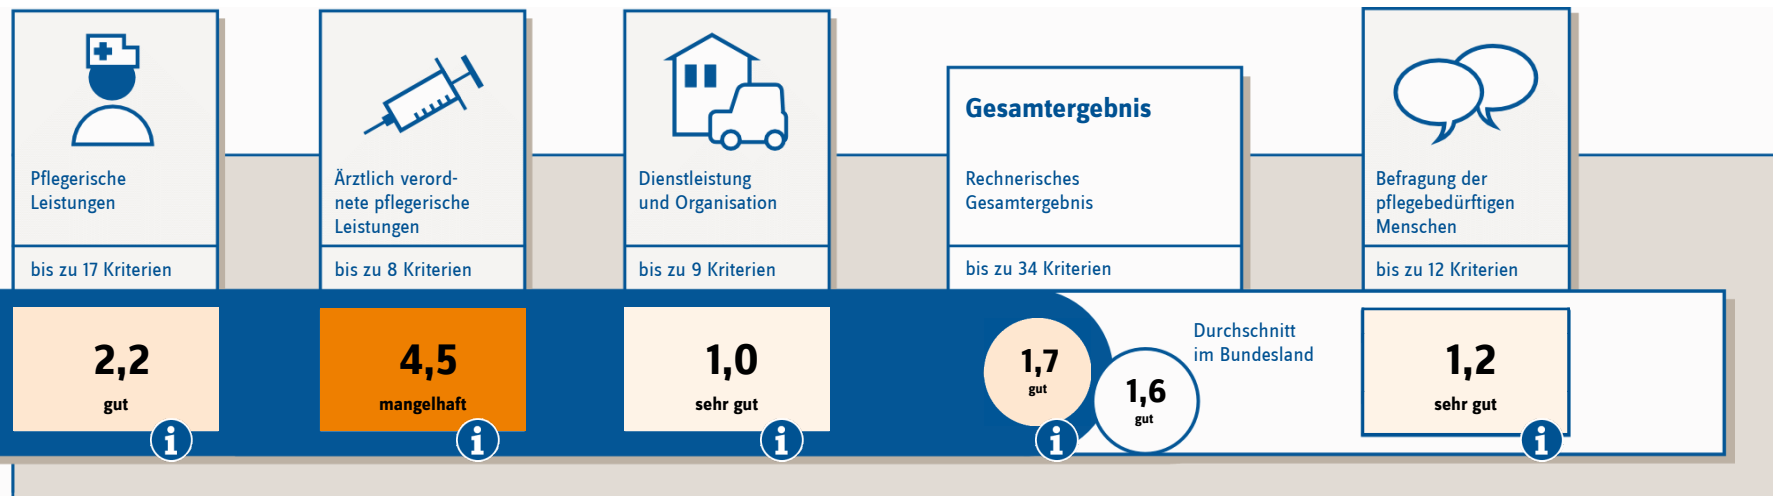 Pflegerische
Leistungen
bis zu 17 Kriterien
2,2
gut
i
Ärztlich verord-
nete pflegerische
Leistungen
bis zu 8 Kriterien
4,5
mangelhaft
i
Dienstleistung
und Organisation
bis zu 9 Kriterien
1,0
sehr gut
i
Gesamtergebnis
Rechnerisches
Gesamtergebnis
bis zu 34 Kriterien
1,7
gut
i
1,6
gut
Durchschnitt
im Bundesland
Befragung der
pflegebedürftigen
Menschen
bis zu 12 Kriterien
1,2
sehr gut
i